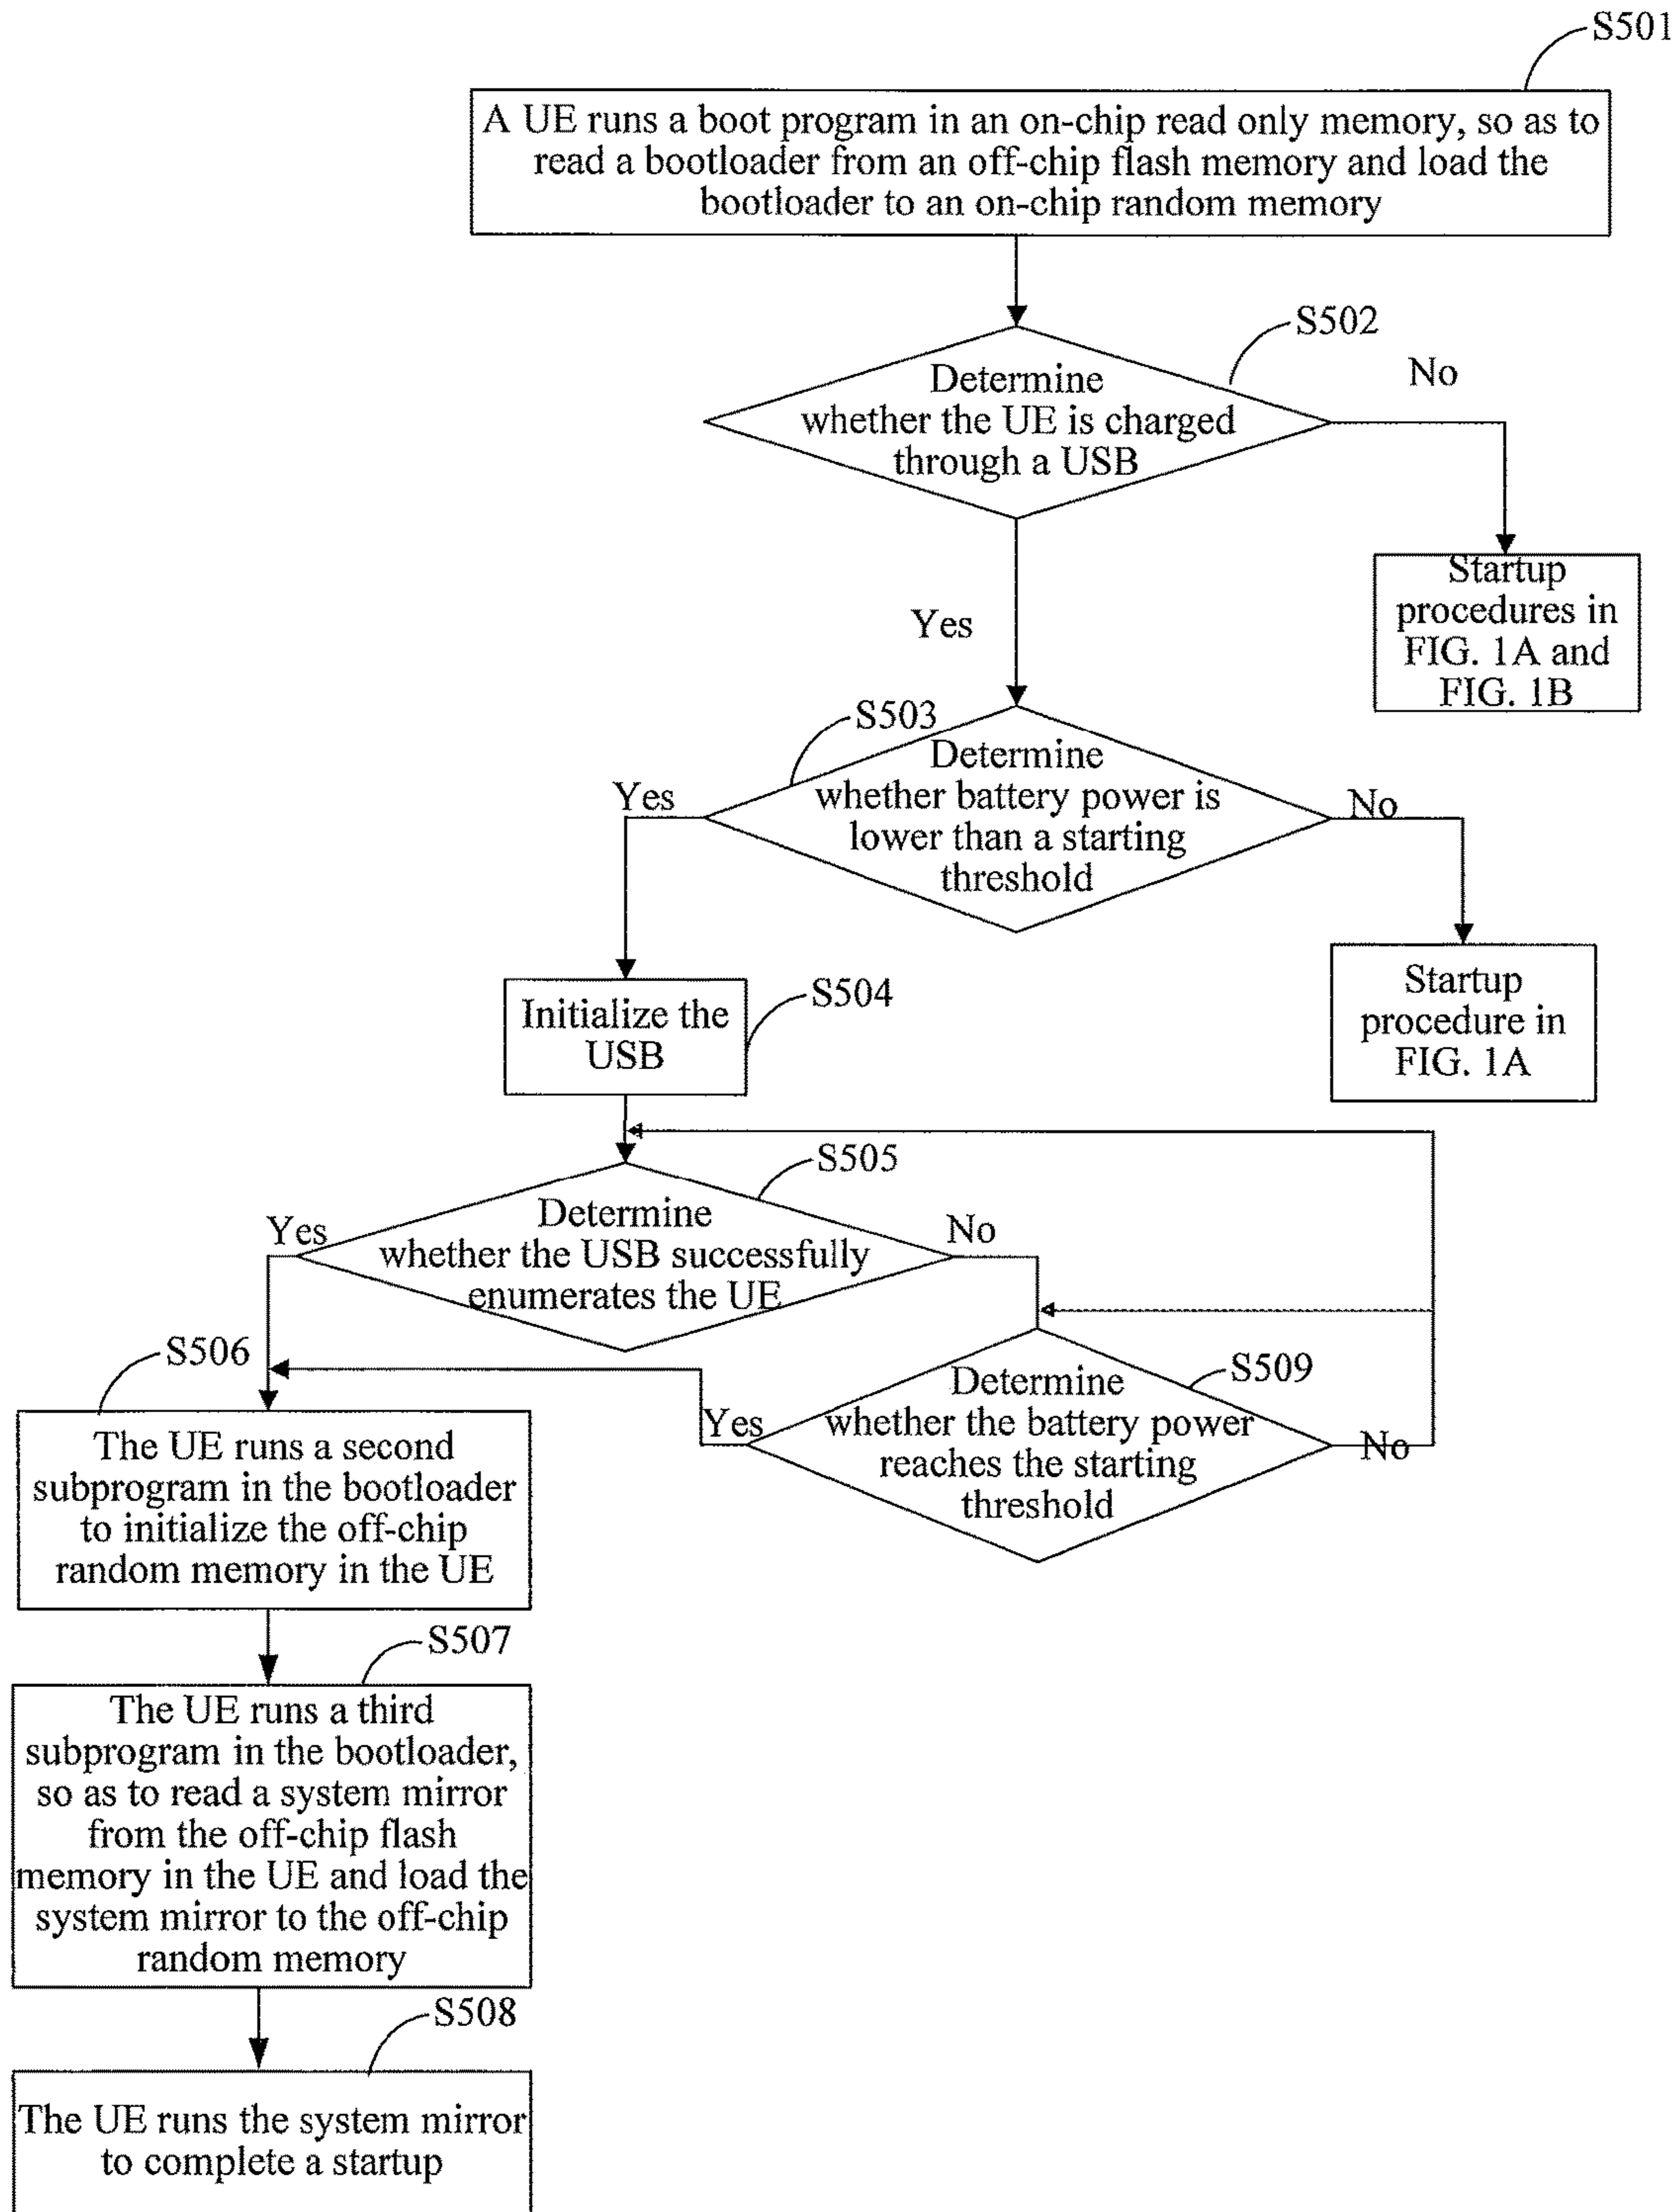 S501
A UE runs a boot program in an on-chip read only memory, so as to
read a bootloader from an off-chip flash memory and load the
bootloader to an on-chip random memory
S502
Determine
whether the UE is charged
through a USB
No
Startup
procedures in
FIG. 1A and
FIG. 1B
Yes
S503
Determine
whether battery power is
lower than a starting
threshold
Yes
No
Startup
procedure in
FIG. 1A
Initialize the
USB
S504
S505
Determine
whether the USB successfully
enumerates the UE
Yes
No
S509
Determine
whether the battery power
reaches the starting
threshold
Yes
No
S506
The UE runs a second
subprogram in the bootloader
to initialize the off-chip
random memory in the UE
S507
The UE runs a third
subprogram in the bootloader,
so as to read a system mirror
from the off-chip flash
memory in the UE and load the
system mirror to the off-chip
random memory
S508
The UE runs the system mirror
to complete a startup